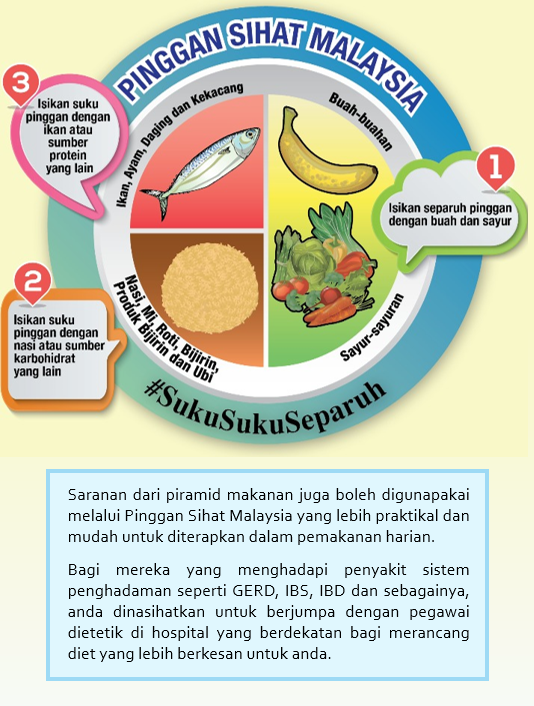 PINGGAN SIHAT MALAYSIA
3
Isikan suku
pinggan dengan
ikan atau
sumber
protein
yang lain
Ikan, Ayam, Daging dan Kekacang
Buah-buahan
1
Isikan separuh pinggan
dengan buah dan sayur
2
Isikan suku
pinggan dengan
nasi atau sumber
karbohidrat
yang lain
Nasi, Mi, Roti, Bijirin,
Produk Bijirin dan Ubi
Sayur-sayuran
#SukuSukuSeparuh
Saranan dari piramid makanan juga boleh digunapakai
melalui Pinggan Sihat Malaysia yang lebih praktikal dan
mudah untuk diterapkan dalam pemakanan harian.
Bagi mereka yang menghadapi penyakit sistem
penghadaman seperti GERD, IBS, IBD dan sebagainya,
anda dinasihatkan untuk berjumpa dengan pegawai
dietetik di hospital yang berdekatan bagi merancang
diet yang lebih berkesan untuk anda.